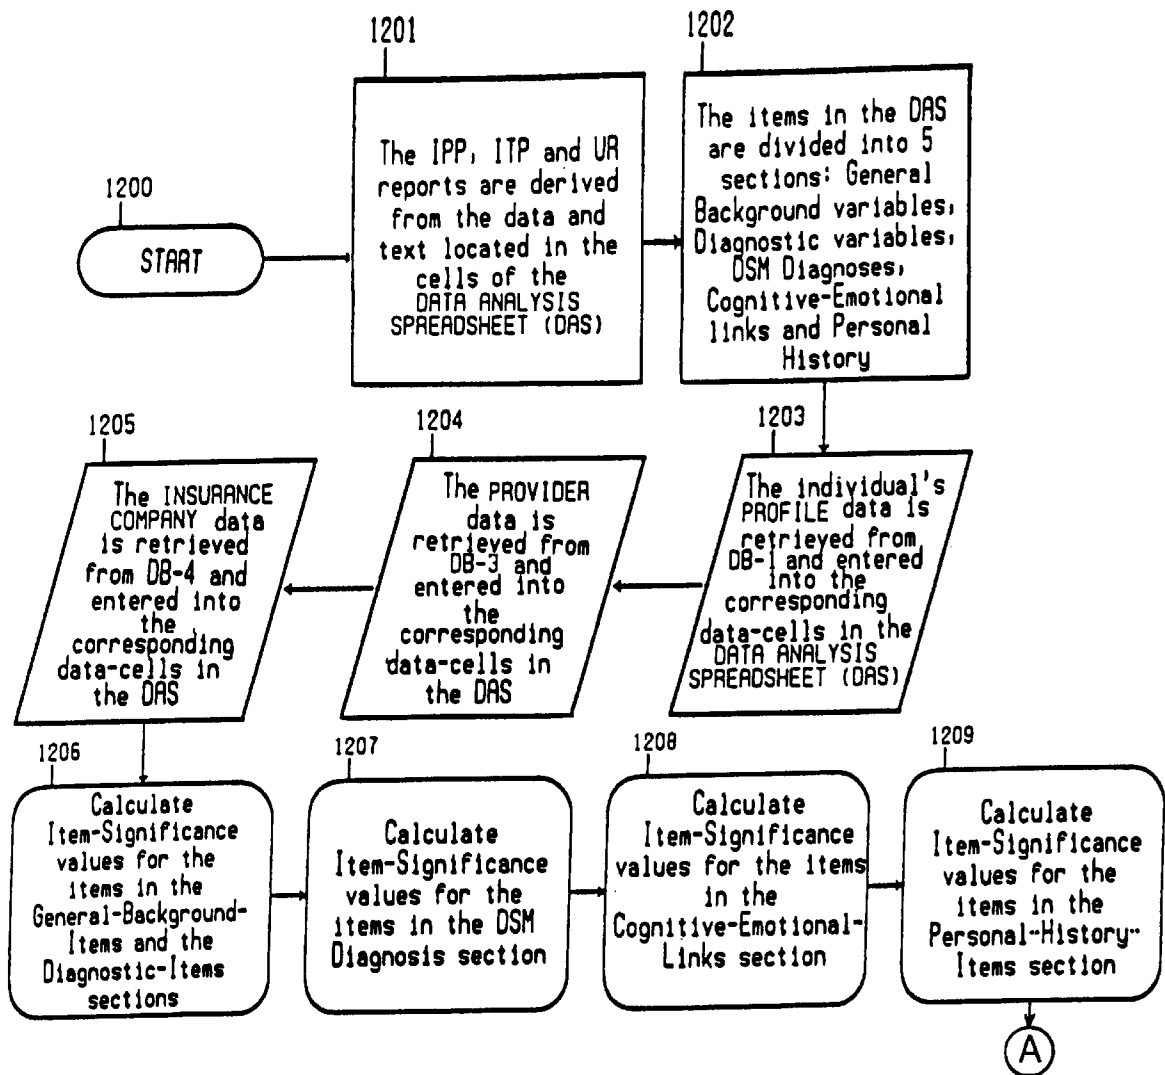 1200
START
1201
The IPP, ITP and UR
reports are derived
from the data and
text located in the
cells of the
DATA ANALYSIS
SPREADSHEET (DAS)
1202
The items in the DAS
are divided into 5
sections: General
Background variables,
Diagnostic variables,
DSM Diagnoses,
Cognitive-Emotional
links and Personal
History
1203
The individual's
PROFILE data is
retrieved from
DB-1 and entered
into the
corresponding
data-cells in the
DATA ANALYSIS
SPREADSHEET (DAS)
1204
The PROVIDER
data is
retrieved from
DB-3 and
entered into
the
corresponding
data-cells in
the DAS
1205
The INSURANCE
COMPANY data
is retrieved
from DB-4 and
entered into
the
corresponding
data-cells in
the DAS
1206
Calculate
Item-Significance
values for the
items in the
General-Background-
Items and the
Diagnostic-Items
sections
1207
Calculate
Item-Significance
values for the
items in the DSM
Diagnosis section
1208
Calculate
Item-Significance
values for the items
in the
Cognitive-Emotional-
Links section
1209
Calculate
Item-Significance
values for the
items in the
Personal-History-
Items section
A